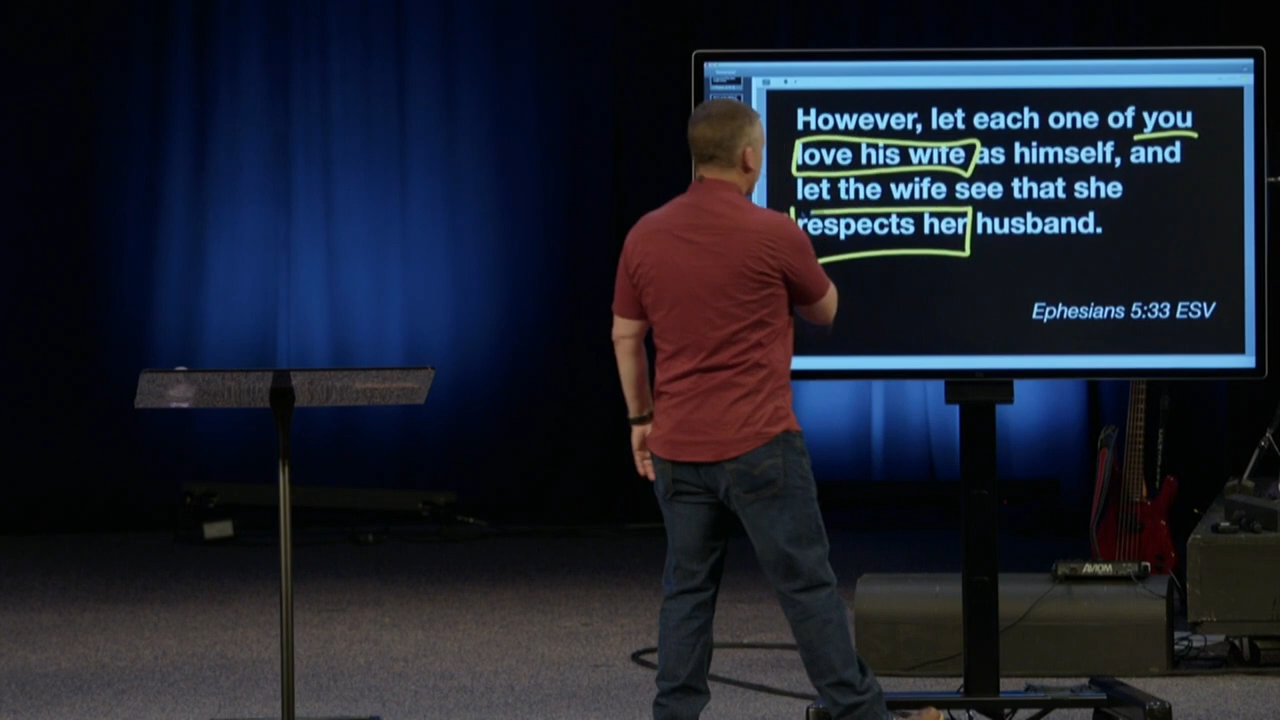 However, let each one of you
love his wife as himself, and
let the wife see that she
respects her husband.
Ephesians 5:33 ESV
AVIOM